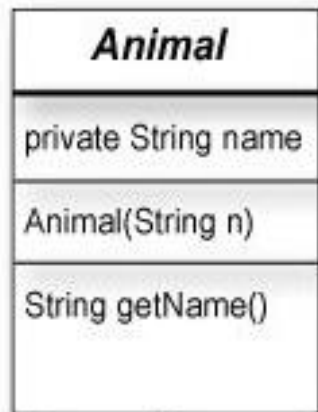 Animal
private String name
Animal(String n)
String getName()